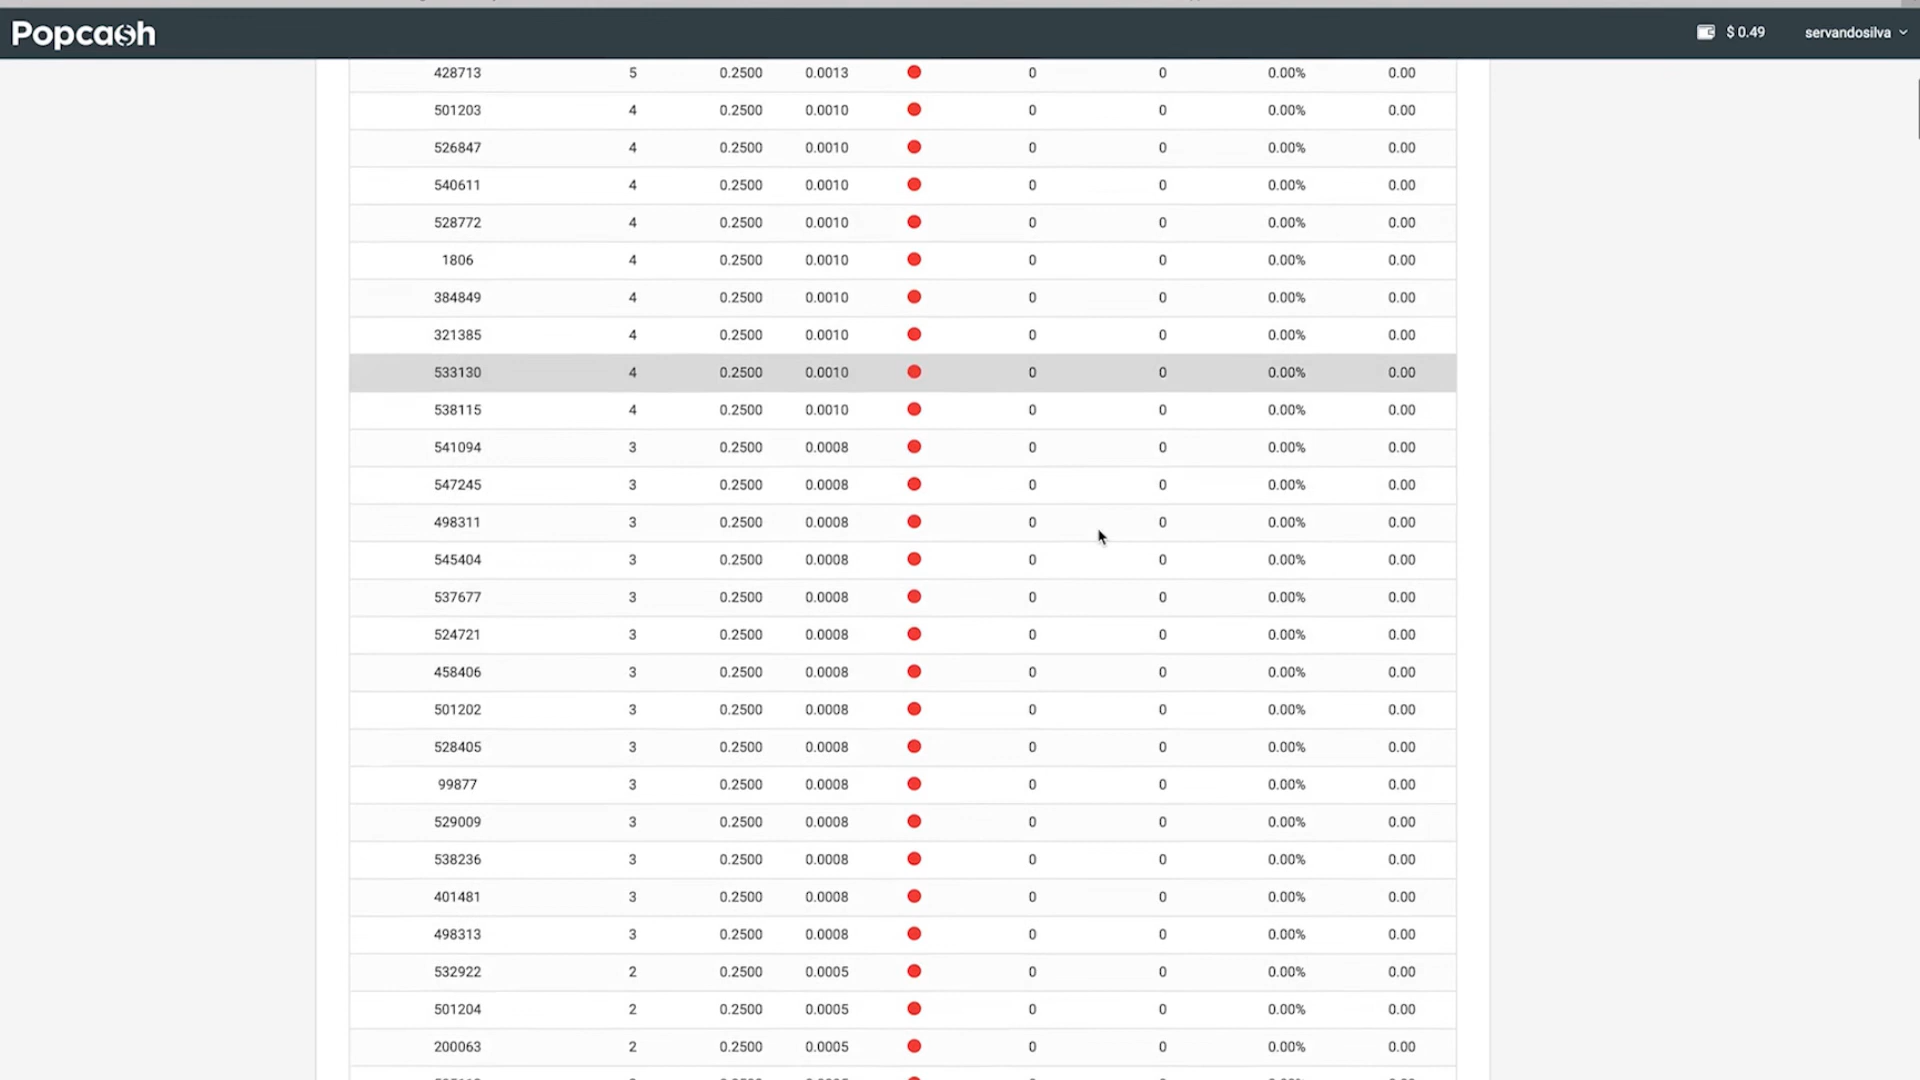 Popcash
$ 0.49 servandosilva
428713 5 0.2500 0.0013 0 0 0.00% 0.00
501203 4 0.2500 0.0010 0 0 0.00% 0.00
526847 4 0.2500 0.0010 0 0 0.00% 0.00
540611 4 0.2500 0.0010 0 0 0.00% 0.00
528772 4 0.2500 0.0010 0 0 0.00% 0.00
1806 4 0.2500 0.0010 0 0 0.00% 0.00
384849 4 0.2500 0.0010 0 0 0.00% 0.00
321385 4 0.2500 0.0010 0 0 0.00% 0.00
533130 4 0.2500 0.0010 0 0 0.00% 0.00
538115 4 0.2500 0.0010 0 0 0.00% 0.00
541094 3 0.2500 0.0008 0 0 0.00% 0.00
547245 3 0.2500 0.0008 0 0 0.00% 0.00
498311 3 0.2500 0.0008 0 0 0.00% 0.00
545404 3 0.2500 0.0008 0 0 0.00% 0.00
537677 3 0.2500 0.0008 0 0 0.00% 0.00
524721 3 0.2500 0.0008 0 0 0.00% 0.00
458406 3 0.2500 0.0008 0 0 0.00% 0.00
501202 3 0.2500 0.0008 0 0 0.00% 0.00
528405 3 0.2500 0.0008 0 0 0.00% 0.00
99877 3 0.2500 0.0008 0 0 0.00% 0.00
529009 3 0.2500 0.0008 0 0 0.00% 0.00
538236 3 0.2500 0.0008 0 0 0.00% 0.00
401481 3 0.2500 0.0008 0 0 0.00% 0.00
498313 3 0.2500 0.0008 0 0 0.00% 0.00
532922 2 0.2500 0.0005 0 0 0.00% 0.00
501204 2 0.2500 0.0005 0 0 0.00% 0.00
200063 2 0.2500 0.0005 0 0 0.00% 0.00